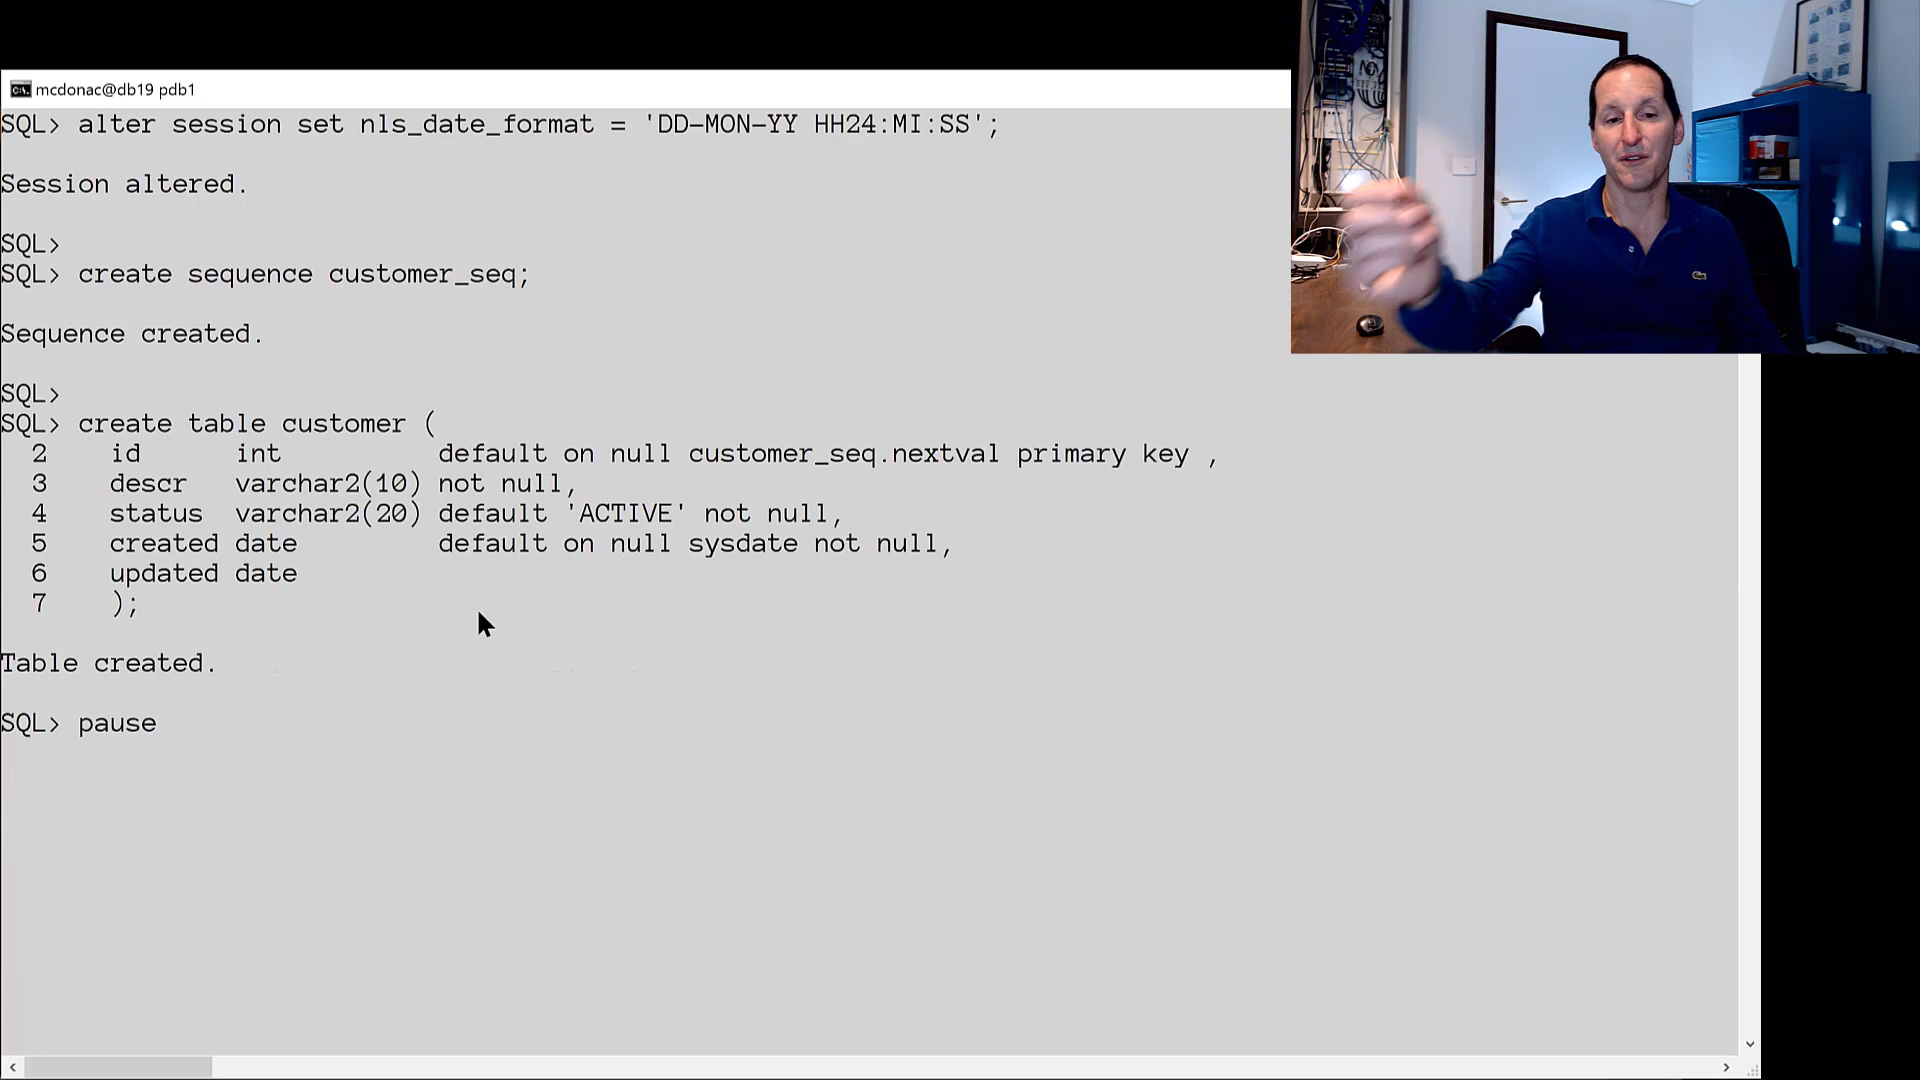 mcdonac@db19 pdb1
SQL> alter session set nls_date_format = 'DD-MON-YY HH24:MI:SS';
Session altered.
SQL>
SQL> create sequence customer_seq;
Sequence created.
SQL>
SQL> create table customer (
2 id int default on null customer_seq.nextval primary key ,
3 descr varchar2(10) not null,
4 status varchar2(20) default 'ACTIVE' not null,
5 created date default on null sysdate not null,
6 updated date
7 );
Table created.
SQL> pause